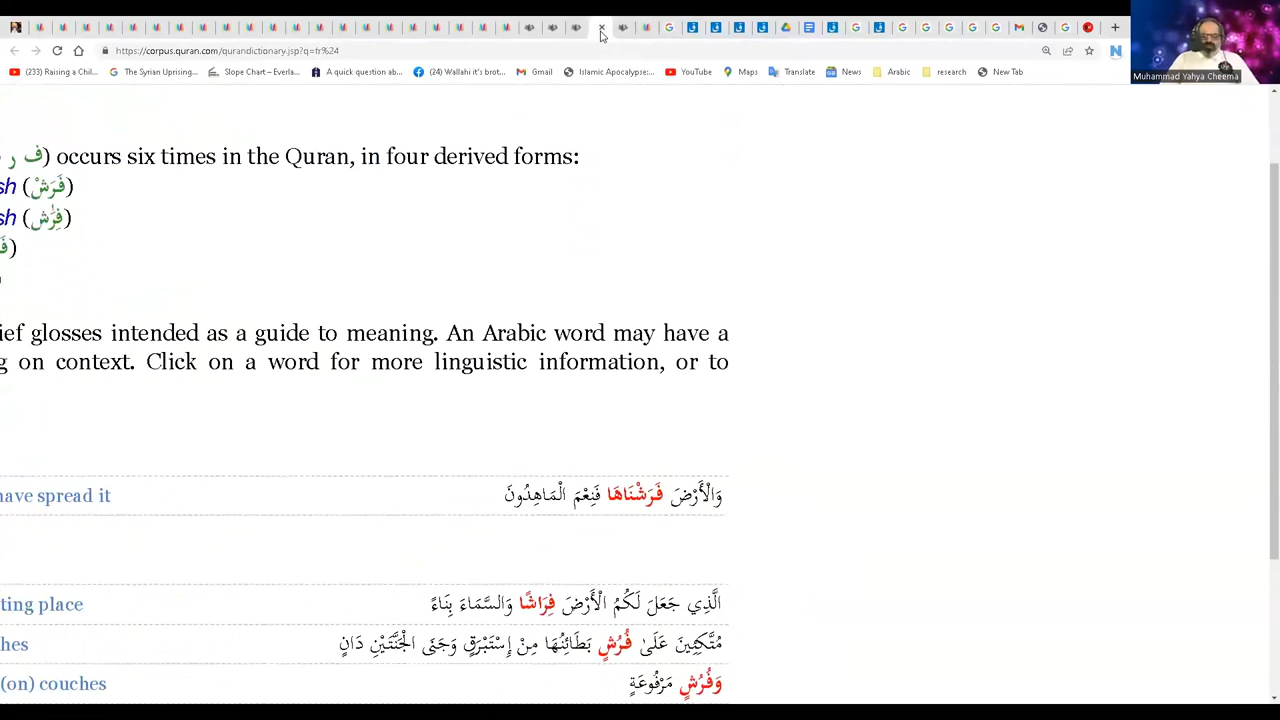 https://corpus.quran.com/qurandictionary.jsp?q=fr%24
(233) Raising a Chil...
The Syrian Uprising...
Slope Chart – Everla...
A quick question ab...
(24) Wallahi it's brot...
Gmail
Islamic Apocalypse:...
YouTube
Maps
Translate
News
Arabic
research
New Tab
Muhammad Yahya Cheema
ف ر) occurs six times in the Quran, in four derived forms:
sh (فَرَشْ)
sh (فِرَٰش)
ief glosses intended as a guide to meaning. An Arabic word may have a
g on context. Click on a word for more linguistic information, or to
have spread it
وَالْأَرْضَ فَرَشْنَاهَا فَنِعْمَ الْمَاهِدُونَ
ting place
الَّذِي جَعَلَ لَكُمُ الْأَرْضَ فِرَاشًا وَالسَّمَاءَ بِنَاءً
hes
مُتَّكِئِينَ عَلَىٰ فُرُشٍ بَطَائِنُهَا مِنْ إِسْتَبْرَقٍ وَجَنَى الْجَنَّتَيْنِ دَانٍ
(on) couches
وَفُرُشٍ مَرْفُوعَةٍ